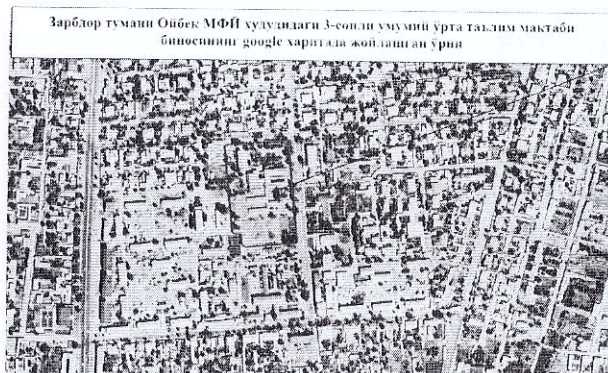 Зарбдор тумани Ойбек МФЙ худудидаги 3-сонли умумий ўрта таълим мактаби
биносининг google харитада жойлашган ўрни